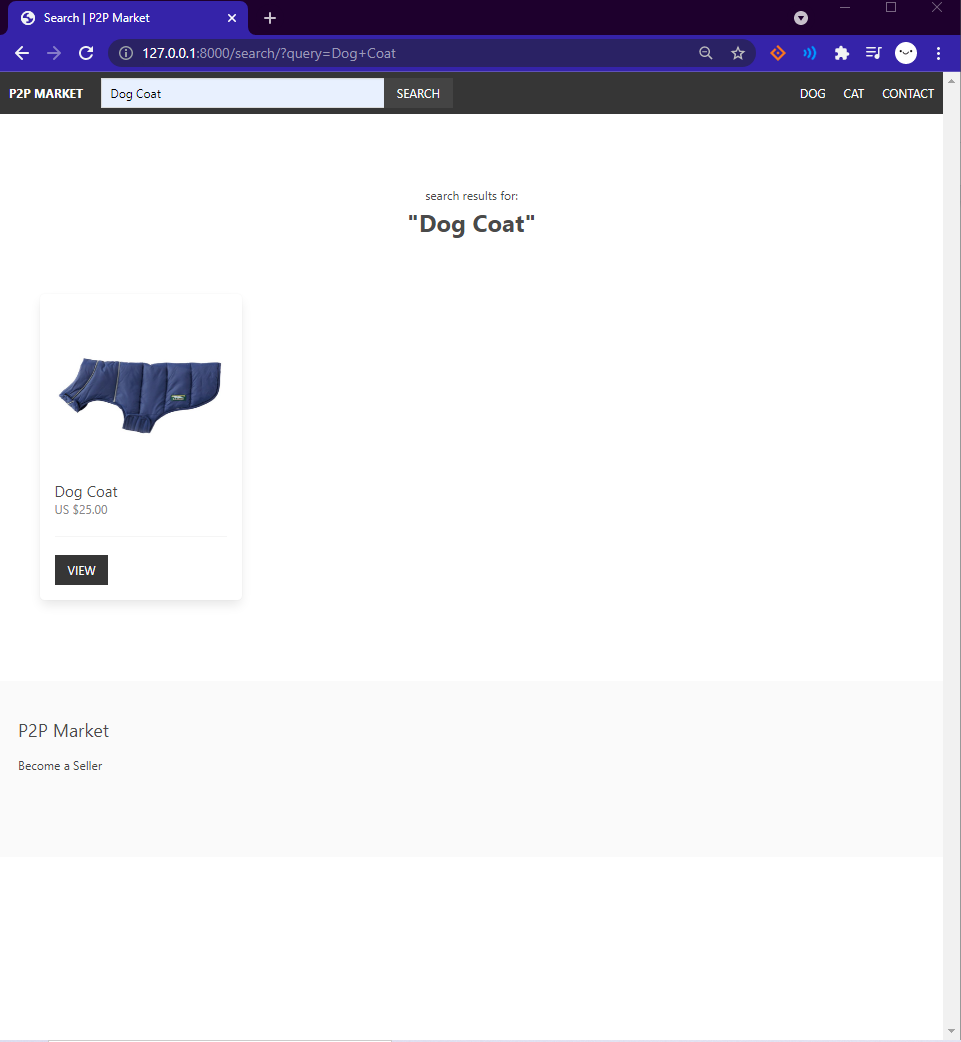 Search | P2P Market
127.0.0.1:8000/search/?query=Dog+Coat
P2P MARKET Dog Coat SEARCH DOG CAT CONTACT
search results for:
"Dog Coat"
Dog Coat
US $25.00
VIEW
P2P Market
Become a Seller